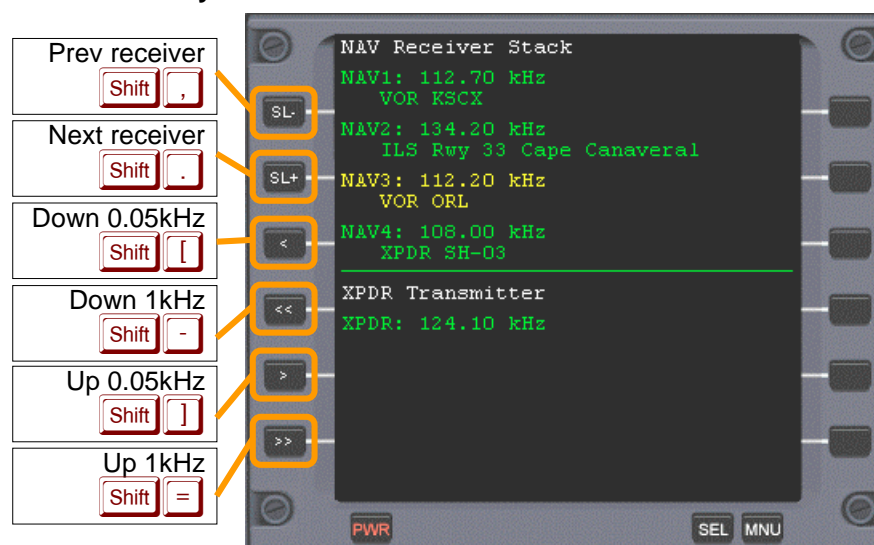 Prev receiver
Shift ,
Next receiver
Shift .
Down 0.05kHz
Shift [
Down 1kHz
Shift -
Up 0.05kHz
Shift ]
Up 1kHz
Shift =
SL-
SL+
<
<<
>
>>
NAV Receiver Stack
NAV1: 112.70 kHz
VOR KSCX
NAV2: 134.20 kHz
ILS Rwy 33 Cape Canaveral
NAV3: 112.20 kHz
VOR ORL
NAV4: 108.00 kHz
XPDR SH-03
XPDR Transmitter
XPDR: 124.10 kHz
PWR SEL MNU